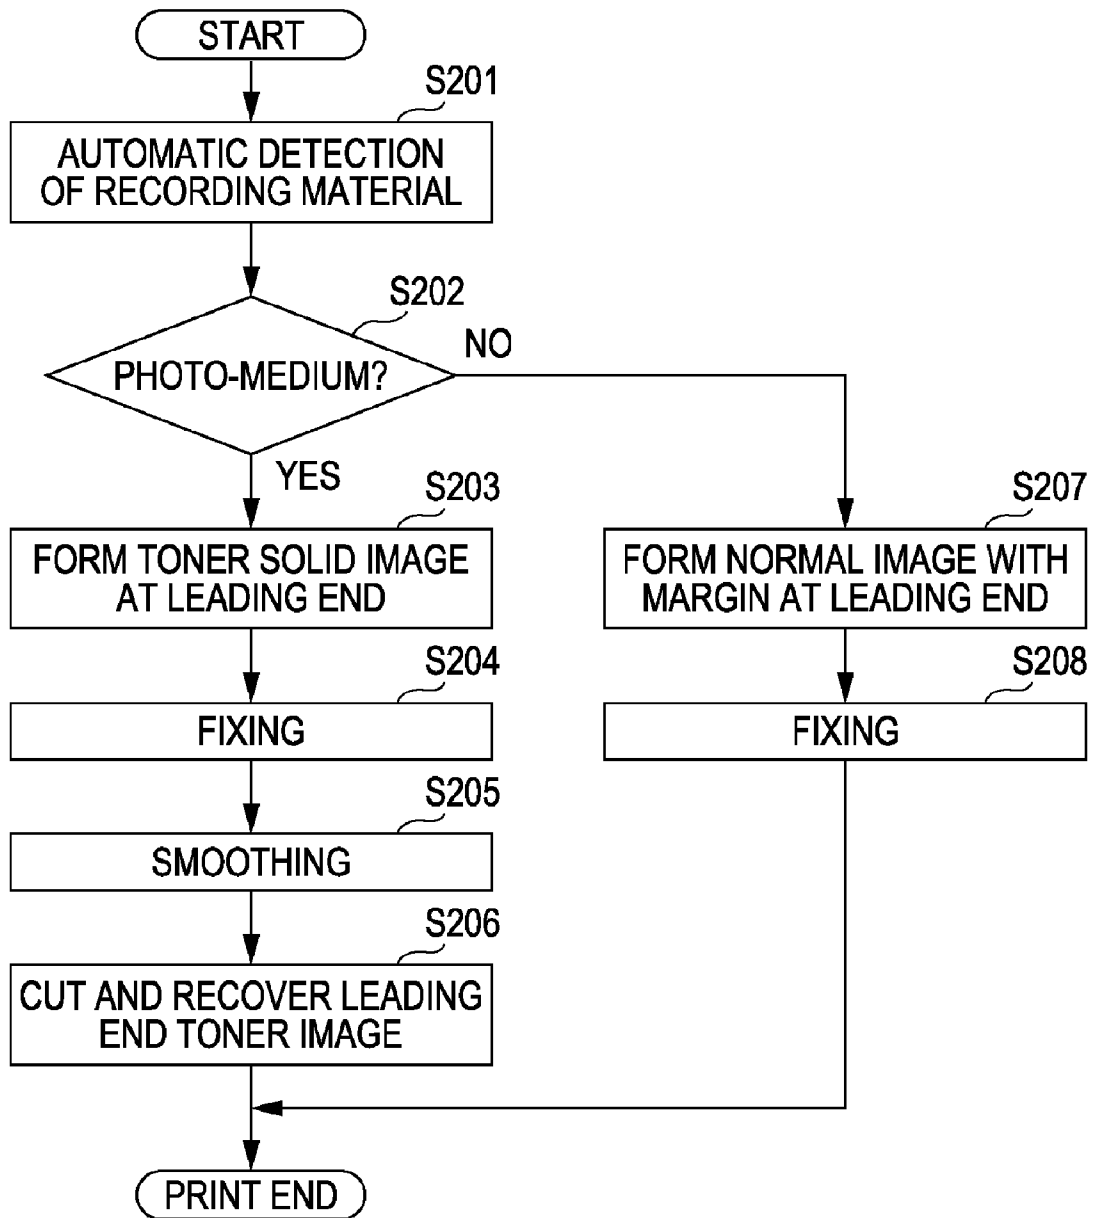 START
S201
AUTOMATIC DETECTION
OF RECORDING MATERIAL
S202
PHOTO-MEDIUM?
NO
YES
S203
FORM TONER SOLID IMAGE
AT LEADING END
S204
FIXING
S205
SMOOTHING
S206
CUT AND RECOVER LEADING
END TONER IMAGE
S207
FORM NORMAL IMAGE WITH
MARGIN AT LEADING END
S208
FIXING
PRINT END